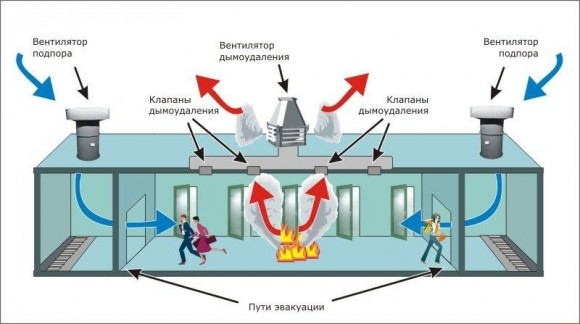 Вентилятор
подпора
Вентилятор
дымоудаления
Вентилятор
подпора
Клапаны
дымоудаления
Клапаны
дымоудаления
Пути эвакуации